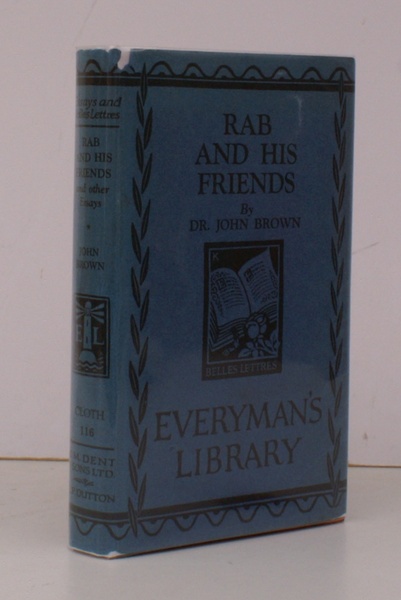 Essays and
Belles Lettres
RAB
AND HIS
FRIENDS
and other
Essays
JOHN
BROWN
E L
CLOTH
116
J.M. DENT
& SONS LTD.
E.P. DUTTON
RAB
AND HIS
FRIENDS
By
DR. JOHN BROWN
K
BELLES LETTRES
EVERYMAN'S
LIBRARY